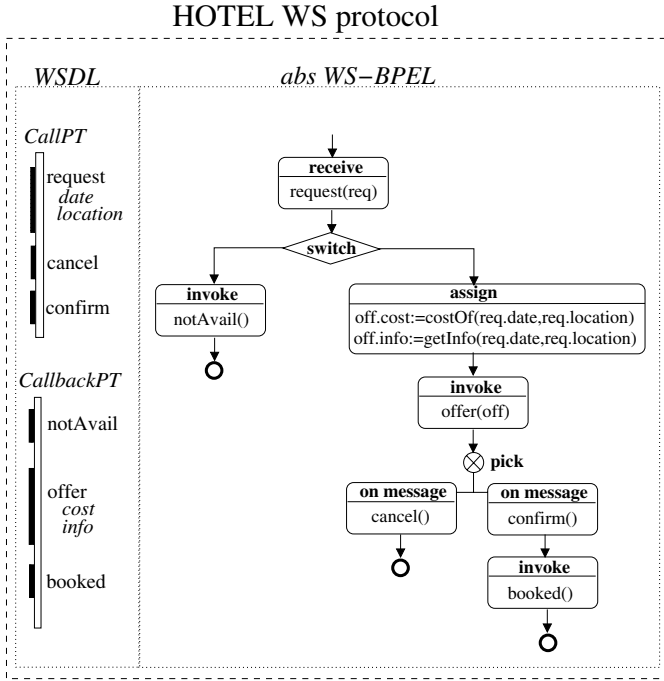 HOTEL WS protocol
WSDL
abs WS−BPEL
CallPT
request
date
location
cancel
confirm
CallbackPT
notAvail
offer
cost
info
booked
receive
request(req)
switch
invoke
notAvail()
assign
off.cost:=costOf(req.date,req.location)
off.info:=getInfo(req.date,req.location)
invoke
offer(off)
pick
on message
cancel()
on message
confirm()
invoke
booked()